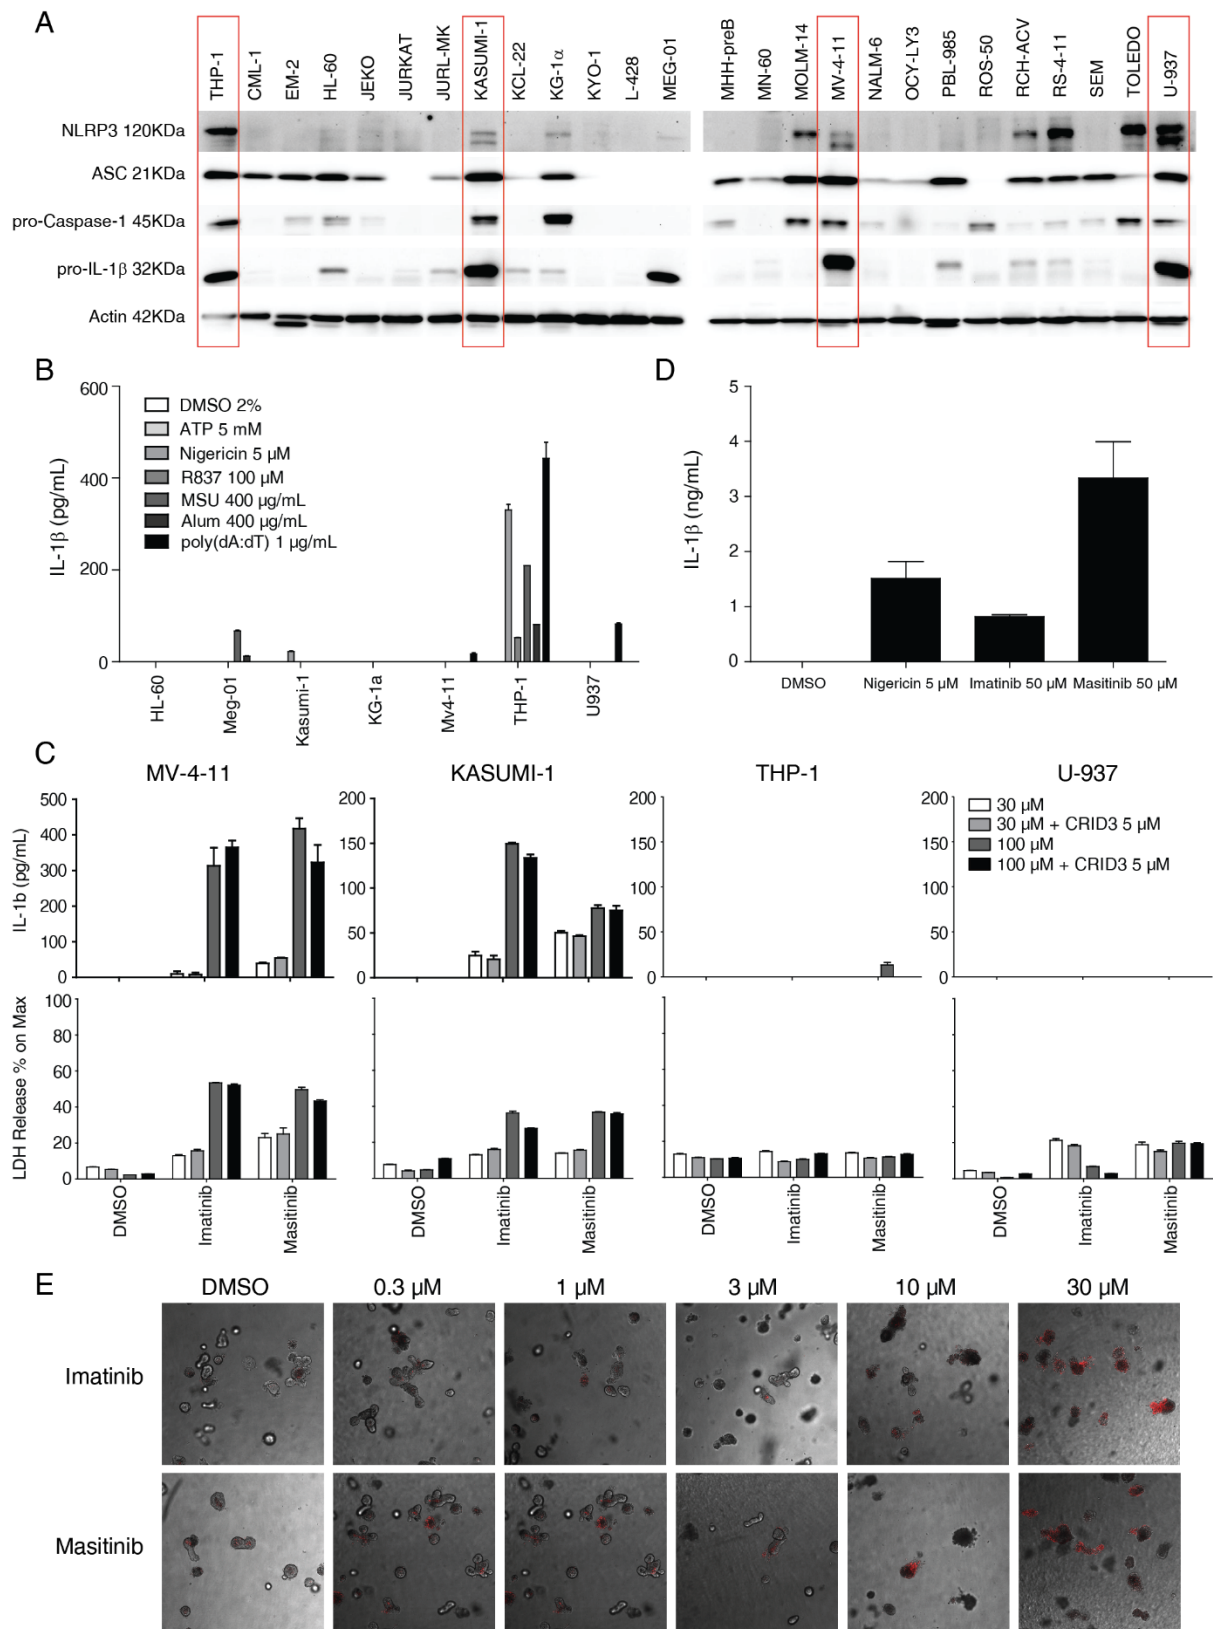 A
THP-1
CML-1
EM-2
HL-60
JEKO
JURKAT
JURL-MK
KASUMI-1
KCL-22
KG-1α
KYO-1
L-428
MEG-01
MHH-preB
MN-60
MOLM-14
MV-4-11
NALM-6
OCY-LY3
PBL-985
ROS-50
RCH-ACV
RS-4-11
SEM
TOLEDO
U-937
NLRP3 120KDa
ASC 21KDa
pro-Caspase-1 45KDa
pro-IL-1β 32KDa
Actin 42KDa
B
IL-1β (pg/mL)
600
400
200
0
DMSO 2%
ATP 5 mM
Nigericin 5 µM
R837 100 µM
MSU 400 µg/mL
Alum 400 µg/mL
poly(dA:dT) 1 µg/mL
HL-60
Meg-01
Kasumi-1
KG-1a
Mv4-11
THP-1
U937
D
IL-1β (ng/mL)
5
4
3
2
1
0
DMSO
Nigericin 5 µM
Imatinib 50 µM
Masitinib 50 µM
C
MV-4-11
KASUMI-1
THP-1
U-937
IL-1b (pg/mL)
500
400
300
200
100
0
200
150
100
50
0
200
150
100
50
0
200
150
100
50
0
30 µM
30 µM + CRID3 5 µM
100 µM
100 µM + CRID3 5 µM
LDH Release % on Max
100
80
60
40
20
0
DMSO
Imatinib
Masitinib
DMSO
Imatinib
Masitinib
DMSO
Imatinib
Masitinib
DMSO
Imatinib
Masitinib
E
DMSO
0.3 µM
1 µM
3 µM
10 µM
30 µM
Imatinib
Masitinib